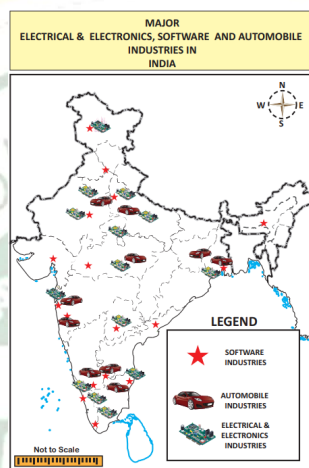 MAJOR
ELECTRICAL & ELECTRONICS, SOFTWARE AND AUTOMOBILE
INDUSTRIES IN
INDIA
N
W E
S
LEGEND
SOFTWARE
INDUSTRIES
AUTOMOBILE
INDUSTRIES
ELECTRICAL &
ELECTRONICS
INDUSTRIES
Not to Scale